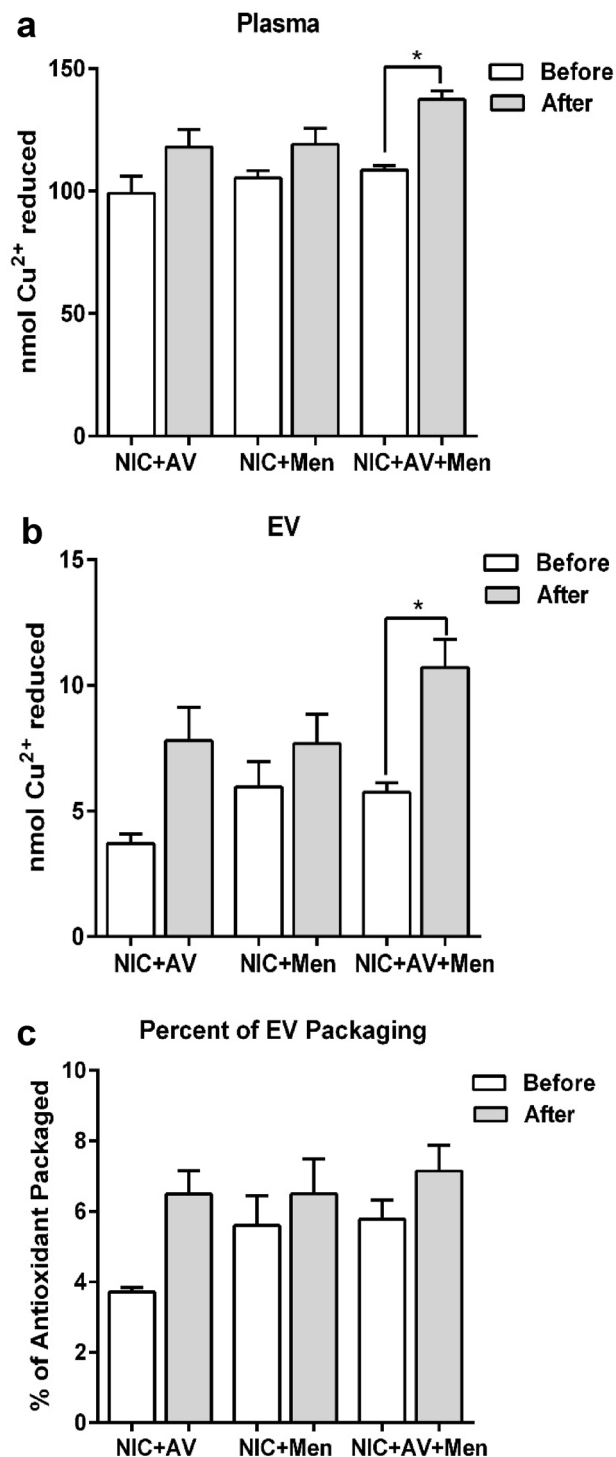 a
Plasma
nmol Cu²⁺ reduced
150
100
50
0
*
Before
After
NIC+AV
NIC+Men
NIC+AV+Men
b
EV
nmol Cu²⁺ reduced
15
10
5
0
*
Before
After
NIC+AV
NIC+Men
NIC+AV+Men
c
Percent of EV Packaging
% of Antioxidant Packaged
10
8
6
4
2
0
Before
After
NIC+AV
NIC+Men
NIC+AV+Men